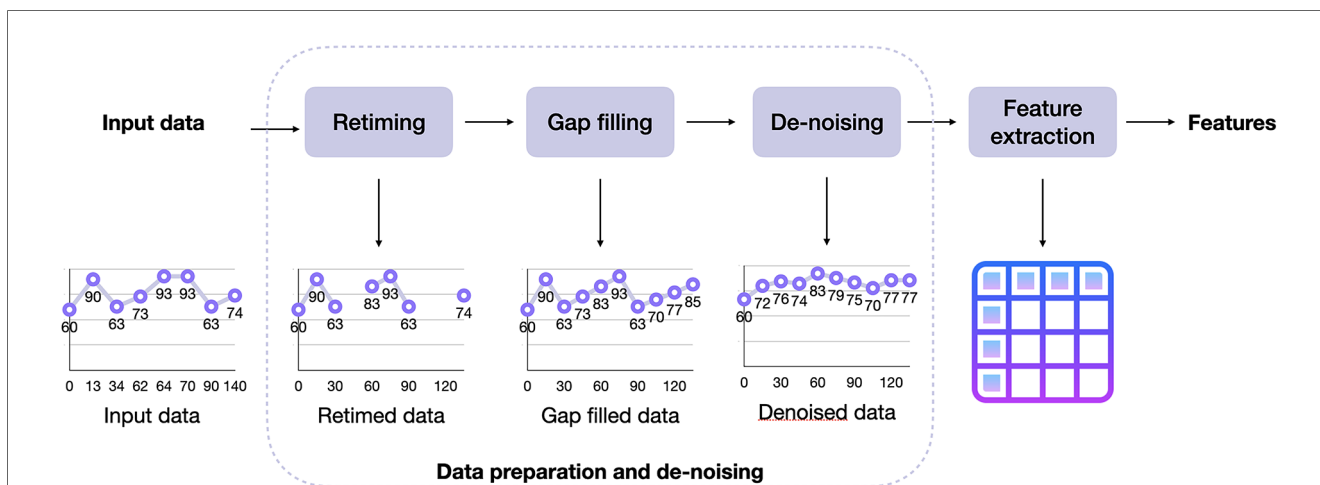 Input data
Retiming
Gap filling
De-noising
Feature
extraction
Features
60 90 63 73 93 93 63 74
0 13 34 62 64 70 90 140
Input data
60 90 63 83 93 63 74
0 30 60 90 120
Retimed data
60 90 63 73 83 93 63 70 77 85
0 30 60 90 120
Gap filled data
60 72 76 74 83 79 75 70 77 77
0 30 60 90 120
Denoised data
Data preparation and de-noising